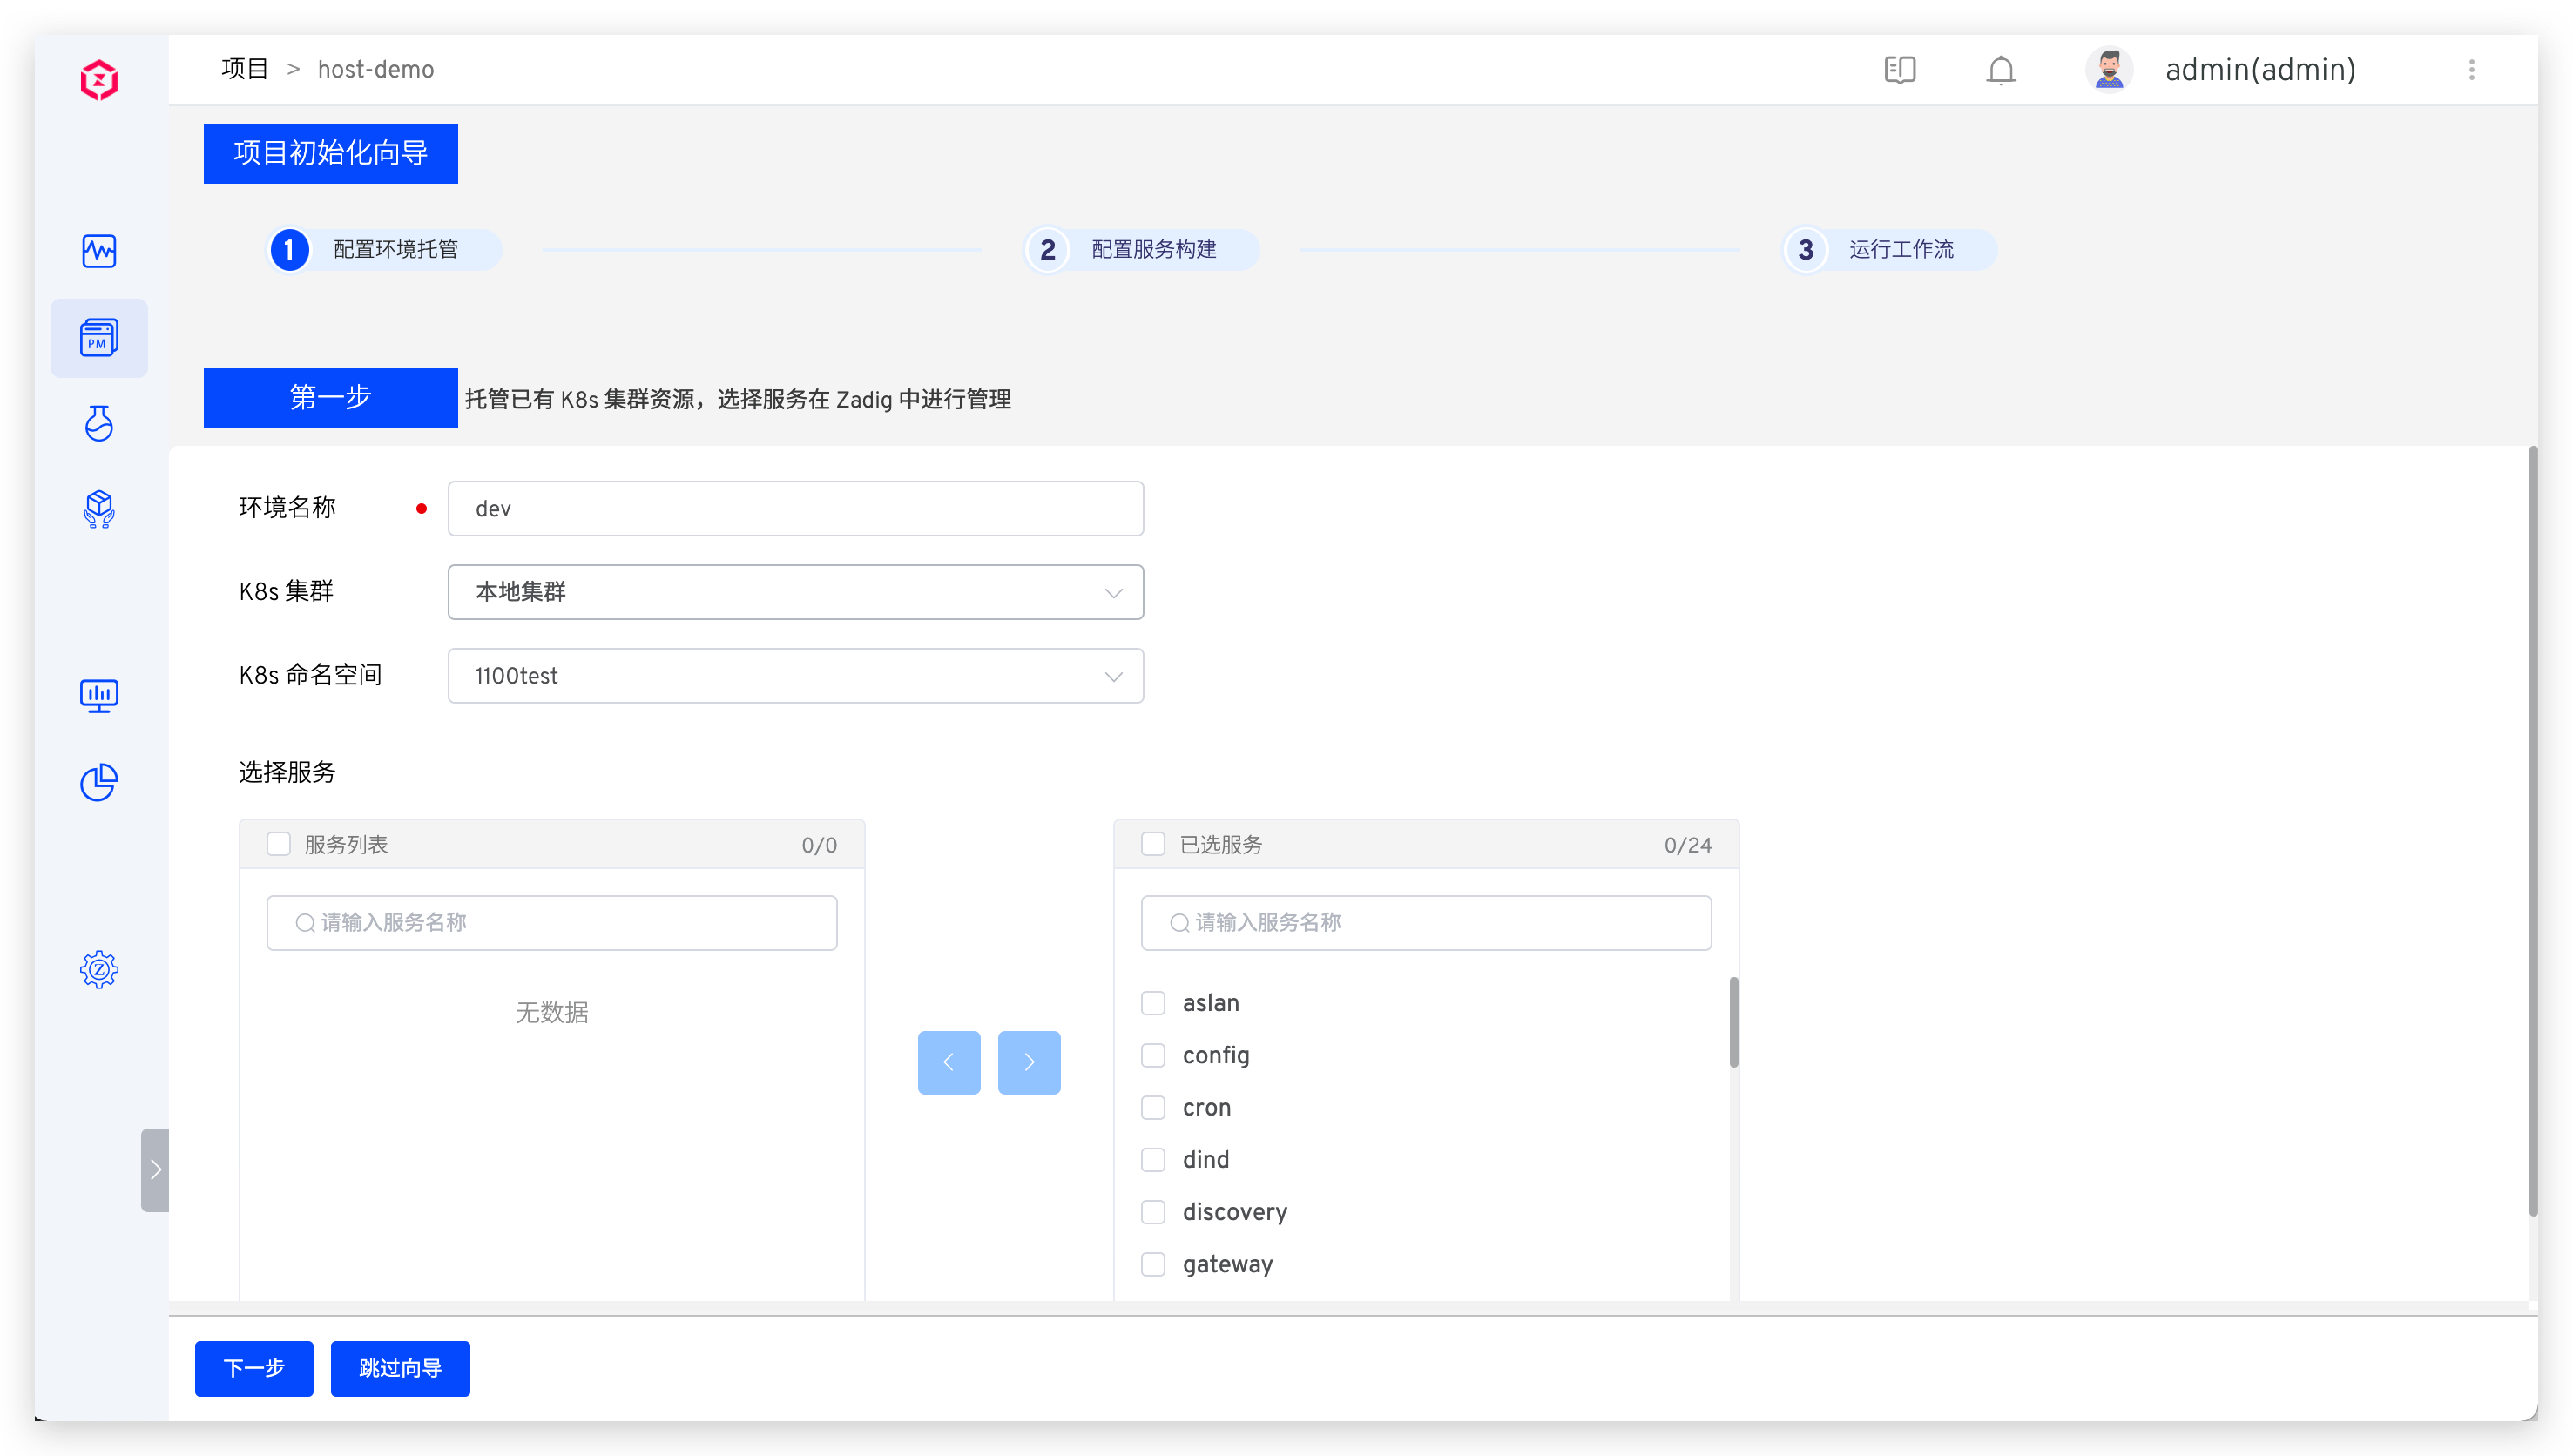 项目 > host-demo
admin(admin)
项目初始化向导
1 配置环境托管
2 配置服务构建
3 运行工作流
PM
第一步 托管已有 K8s 集群资源，选择服务在 Zadig 中进行管理
环境名称 dev
K8s 集群 本地集群
K8s 命名空间 1100test
选择服务
服务列表 0/0
请输入服务名称
无数据
已选服务 0/24
请输入服务名称
aslan
config
cron
dind
discovery
gateway
Z
下一步 跳过向导